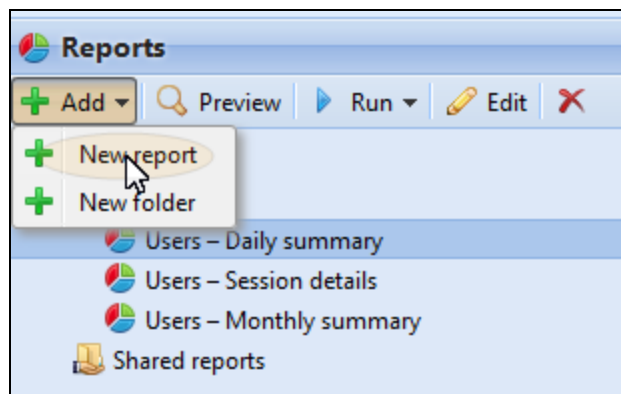 Reports
Add Preview Run Edit
New report
New folder
Users – Daily summary
Users – Session details
Users – Monthly summary
Shared reports